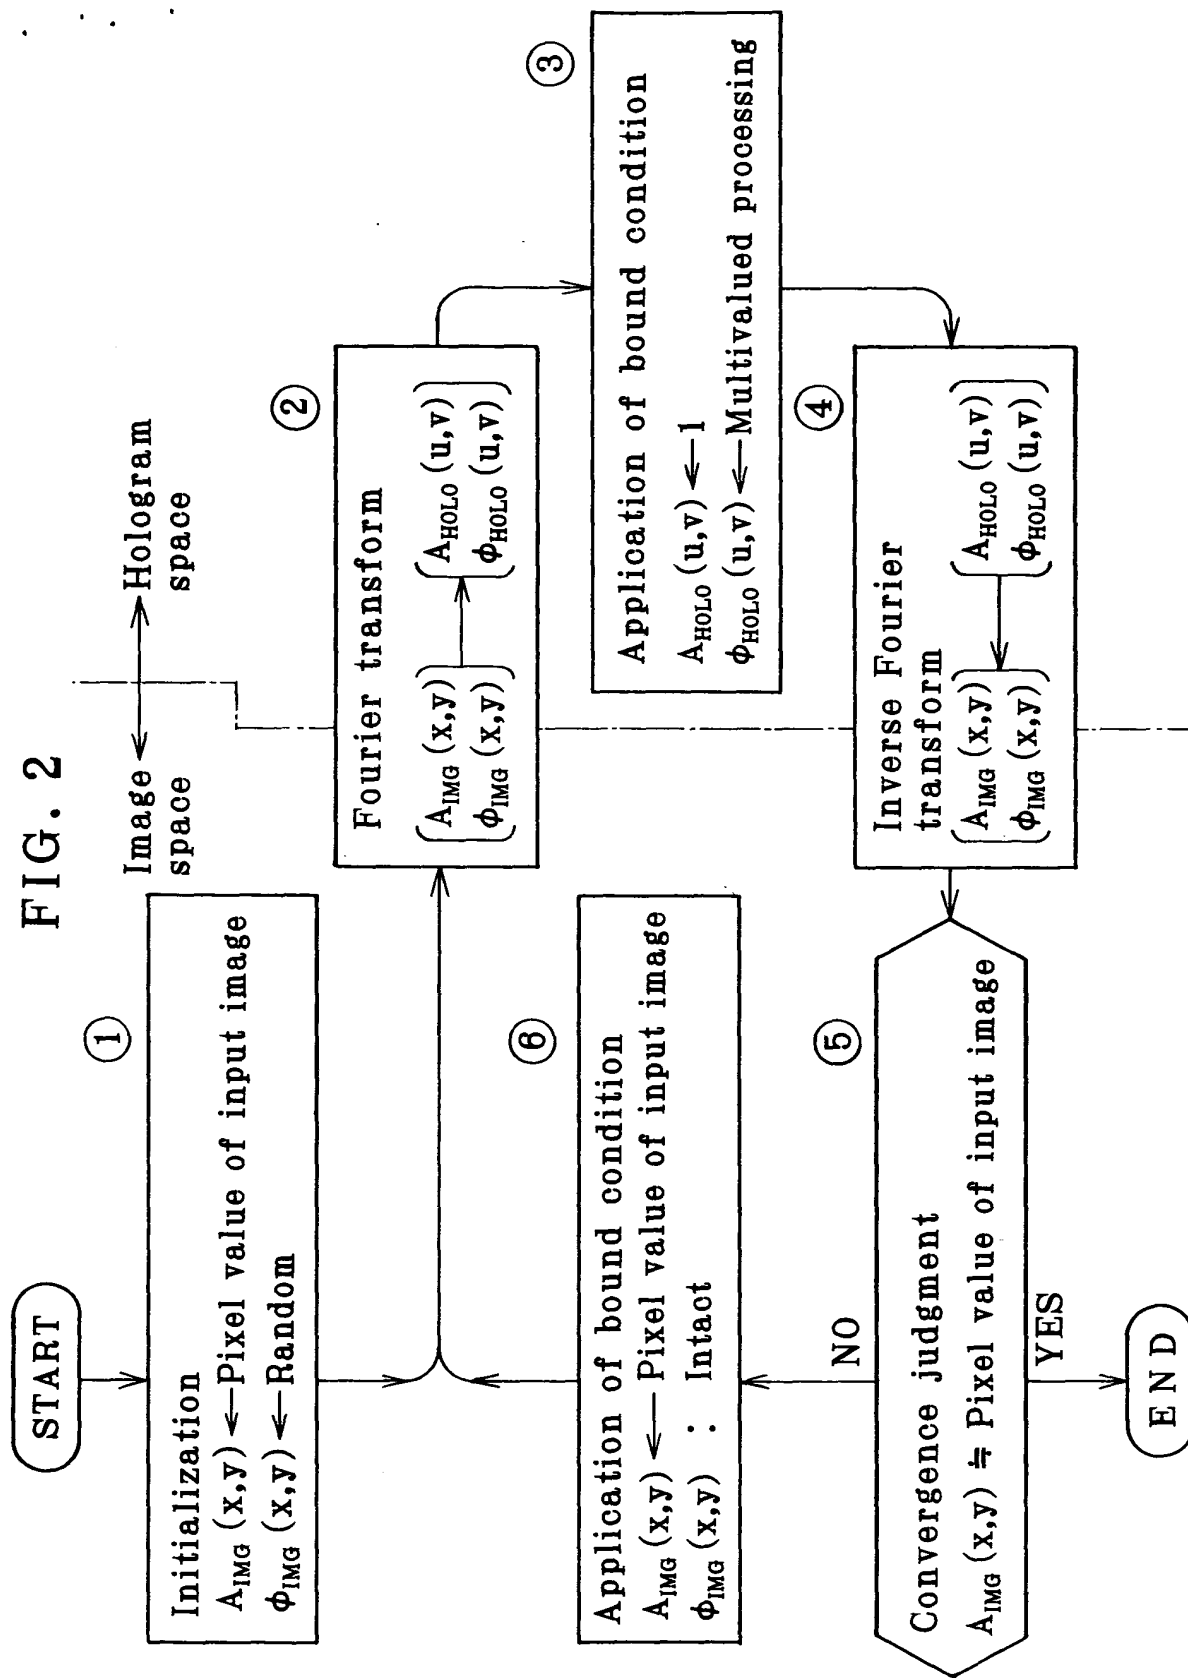 FIG. 2
Image space
Hologram space
START
①
Initialization
A_IMG (x,y) ← Pixel value of input image
ϕ_IMG (x,y) ← Random
②
Fourier transform
(A_IMG (x,y) → (A_HOLO (u,v)
ϕ_IMG (x,y)) ϕ_HOLO (u,v))
③
Application of bound condition
A_HOLO (u,v) ← 1
ϕ_HOLO (u,v) ← Multivalued processing
④
Inverse Fourier
transform
(A_IMG (x,y) ← (A_HOLO (u,v)
ϕ_IMG (x,y)) ϕ_HOLO (u,v))
⑤
Convergence judgment
A_IMG (x,y) ≒ Pixel value of input image
NO
YES
⑥
Application of bound condition
A_IMG (x,y) ← Pixel value of input image
ϕ_IMG (x,y) : Intact
END